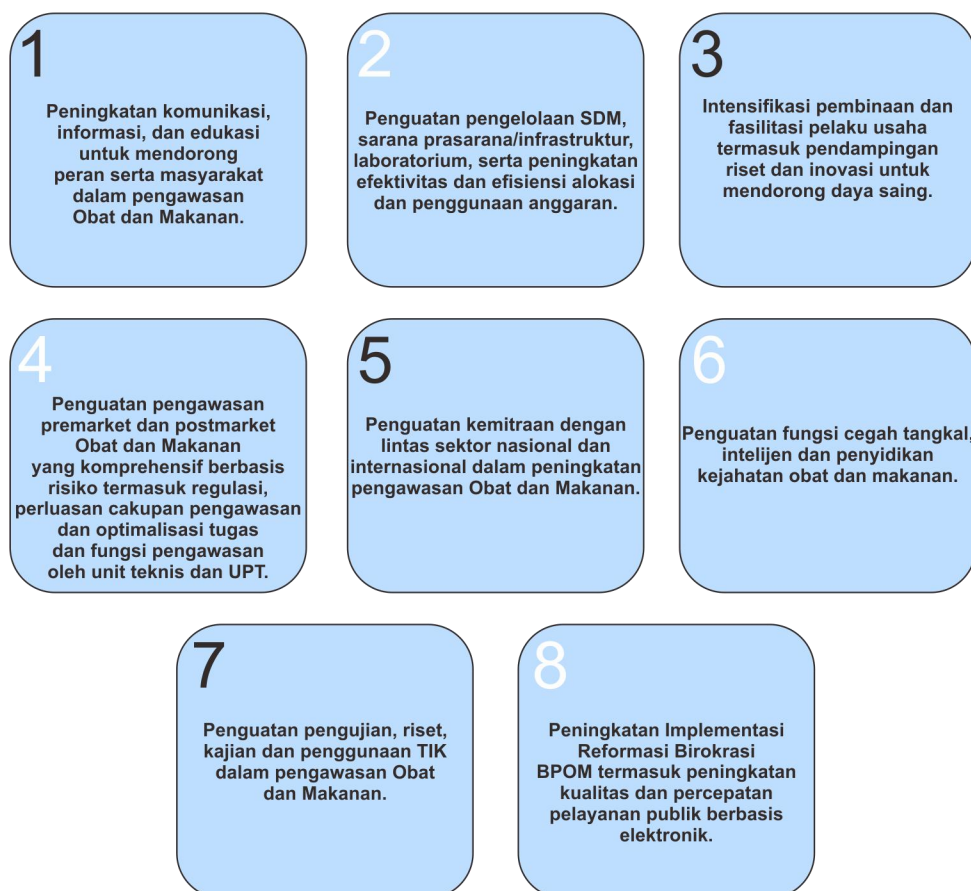 1
Peningkatan komunikasi,
informasi, dan edukasi
untuk mendorong
peran serta masyarakat
dalam pengawasan
Obat dan Makanan.
2
Penguatan pengelolaan SDM,
sarana prasarana/infrastruktur,
laboratorium, serta peningkatan
efektivitas dan efisiensi alokasi
dan penggunaan anggaran.
3
Intensifikasi pembinaan dan
fasilitasi pelaku usaha
termasuk pendampingan
riset dan inovasi untuk
mendorong daya saing.
4
Penguatan pengawasan
premarket dan postmarket
Obat dan Makanan
yang komprehensif berbasis
risiko termasuk regulasi,
perluasan cakupan pengawasan
dan optimalisasi tugas
dan fungsi pengawasan
oleh unit teknis dan UPT.
5
Penguatan kemitraan dengan
lintas sektor nasional dan
internasional dalam peningkatan
pengawasan Obat dan Makanan.
6
Penguatan fungsi cegah tangkal,
intelijen dan penyidikan
kejahatan obat dan makanan.
7
Penguatan pengujian, riset,
kajian dan penggunaan TIK
dalam pengawasan Obat
dan Makanan.
8
Peningkatan Implementasi
Reformasi Birokrasi
BPOM termasuk peningkatan
kualitas dan percepatan
pelayanan publik berbasis
elektronik.